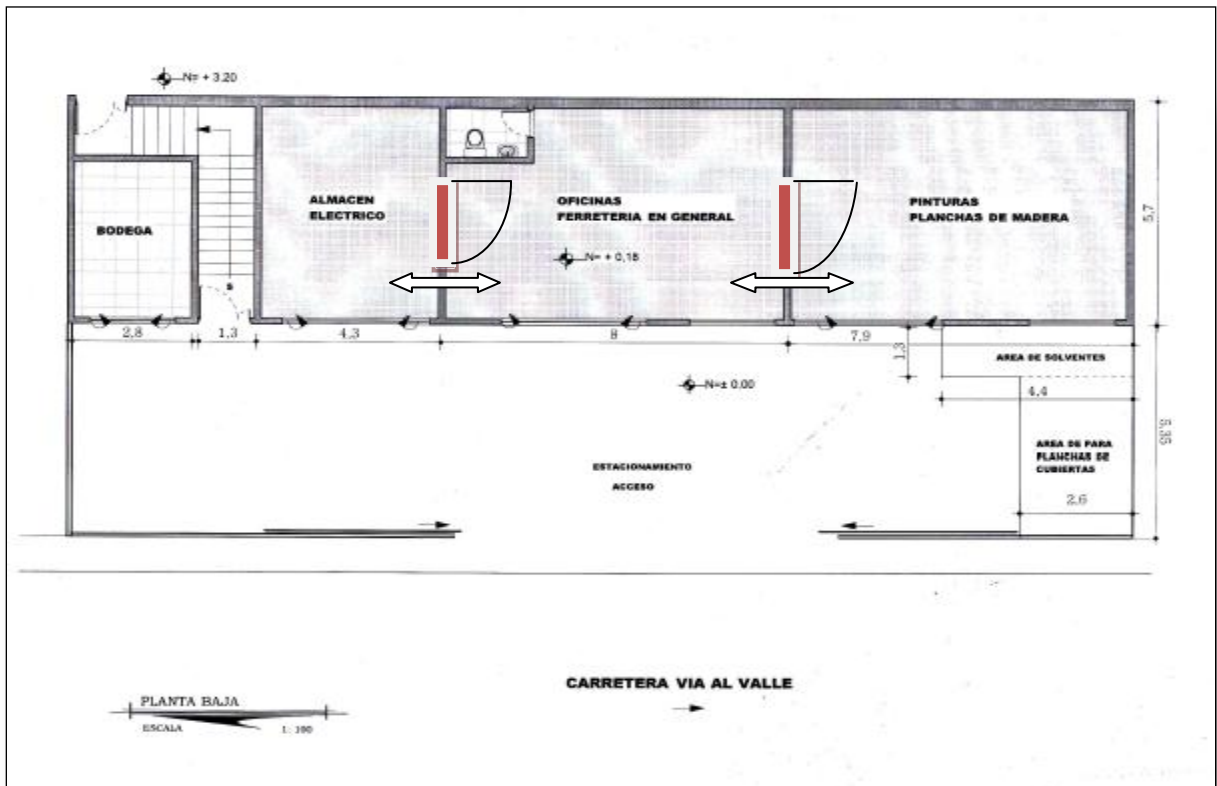 N= + 3.20
ALMACEN
ELECTRICO
OFICINAS
FERRETERIA EN GENERAL
PINTURAS
PLANCHAS DE MADERA
BODEGA
5,7
N= + 0,18
s
2,8
1,3
4,3
8
7,9
1,3
AREA DE SOLVENTES
N=± 0.00
4,4
5,35
AREA DE PARA
PLANCHAS DE
CUBIERTAS
ESTACIONAMIENTO
ACCESO
2,6
CARRETERA VIA AL VALLE
PLANTA BAJA
ESCALA 1: 100